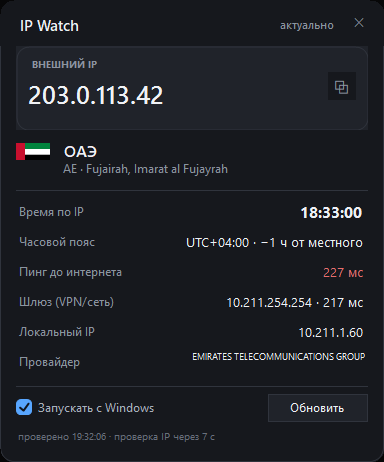 IP Watch
актуально
ВНЕШНИЙ IP
203.0.113.42
ОАЭ
AE · Fujairah, Imarat al Fujayrah
Время по IP 18:33:00
Часовой пояс UTC+04:00 · −1 ч от местного
Пинг до интернета 227 мс
Шлюз (VPN/сеть) 10.211.254.254 · 217 мс
Локальный IP 10.211.1.60
Провайдер EMIRATES TELECOMMUNICATIONS GROUP
Запускать с Windows
Обновить
проверено 19:32:06 · проверка IP через 7 с